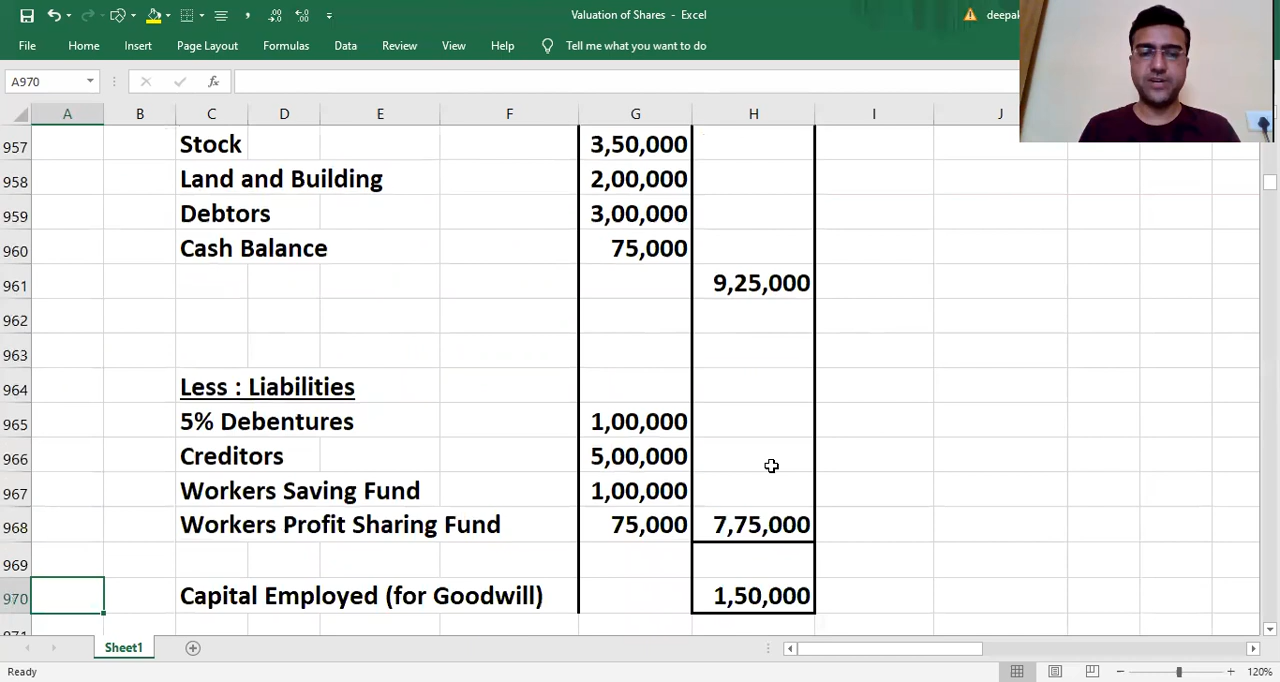 Valuation of Shares - Excel
File Home Insert Page Layout Formulas Data Review View Help Tell me what you want to do
A970 fx
A B C D E F G H I J
957 Stock 3,50,000
958 Land and Building 2,00,000
959 Debtors 3,00,000
960 Cash Balance 75,000
961 9,25,000
962
963
964 Less : Liabilities
965 5% Debentures 1,00,000
966 Creditors 5,00,000
967 Workers Saving Fund 1,00,000
968 Workers Profit Sharing Fund 75,000 7,75,000
969
970 Capital Employed (for Goodwill) 1,50,000
Sheet1
Ready 120%